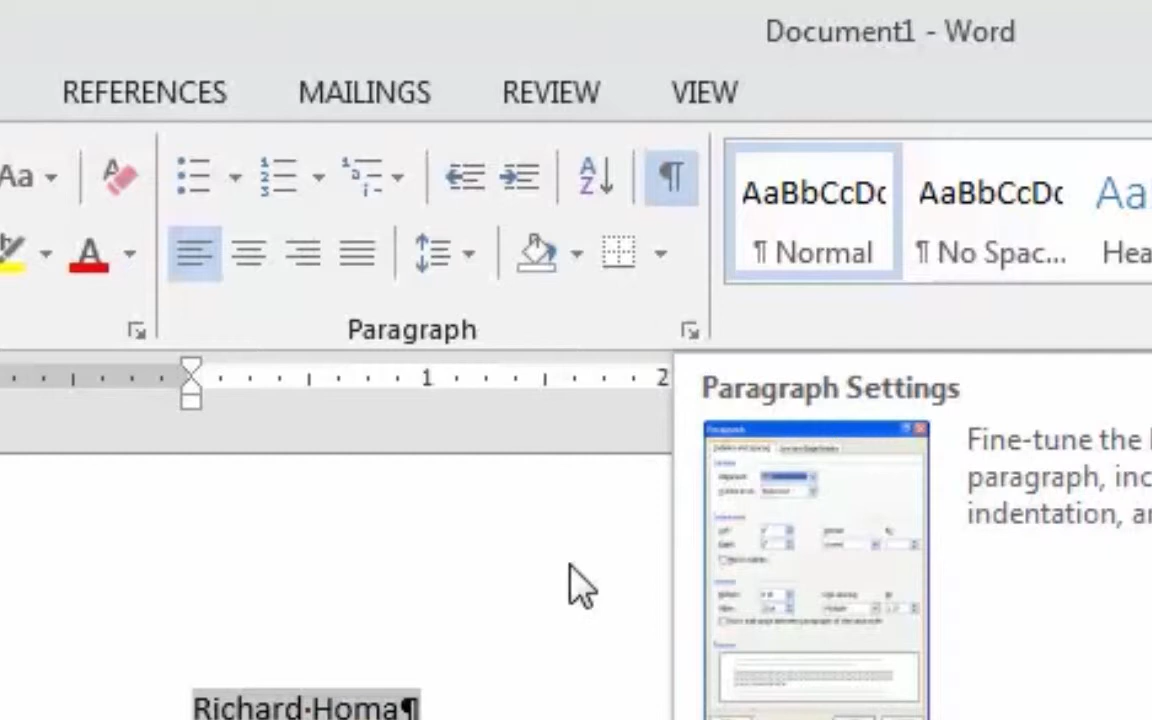 Document1 - Word
REFERENCES MAILINGS REVIEW VIEW
Aa
AaBbCcDc AaBbCcDc Aa
¶ Normal ¶ No Spac... Hea
Paragraph
1 2
Paragraph Settings
Fine-tune the
paragraph, inc
indentation, a
Richard·Homa¶